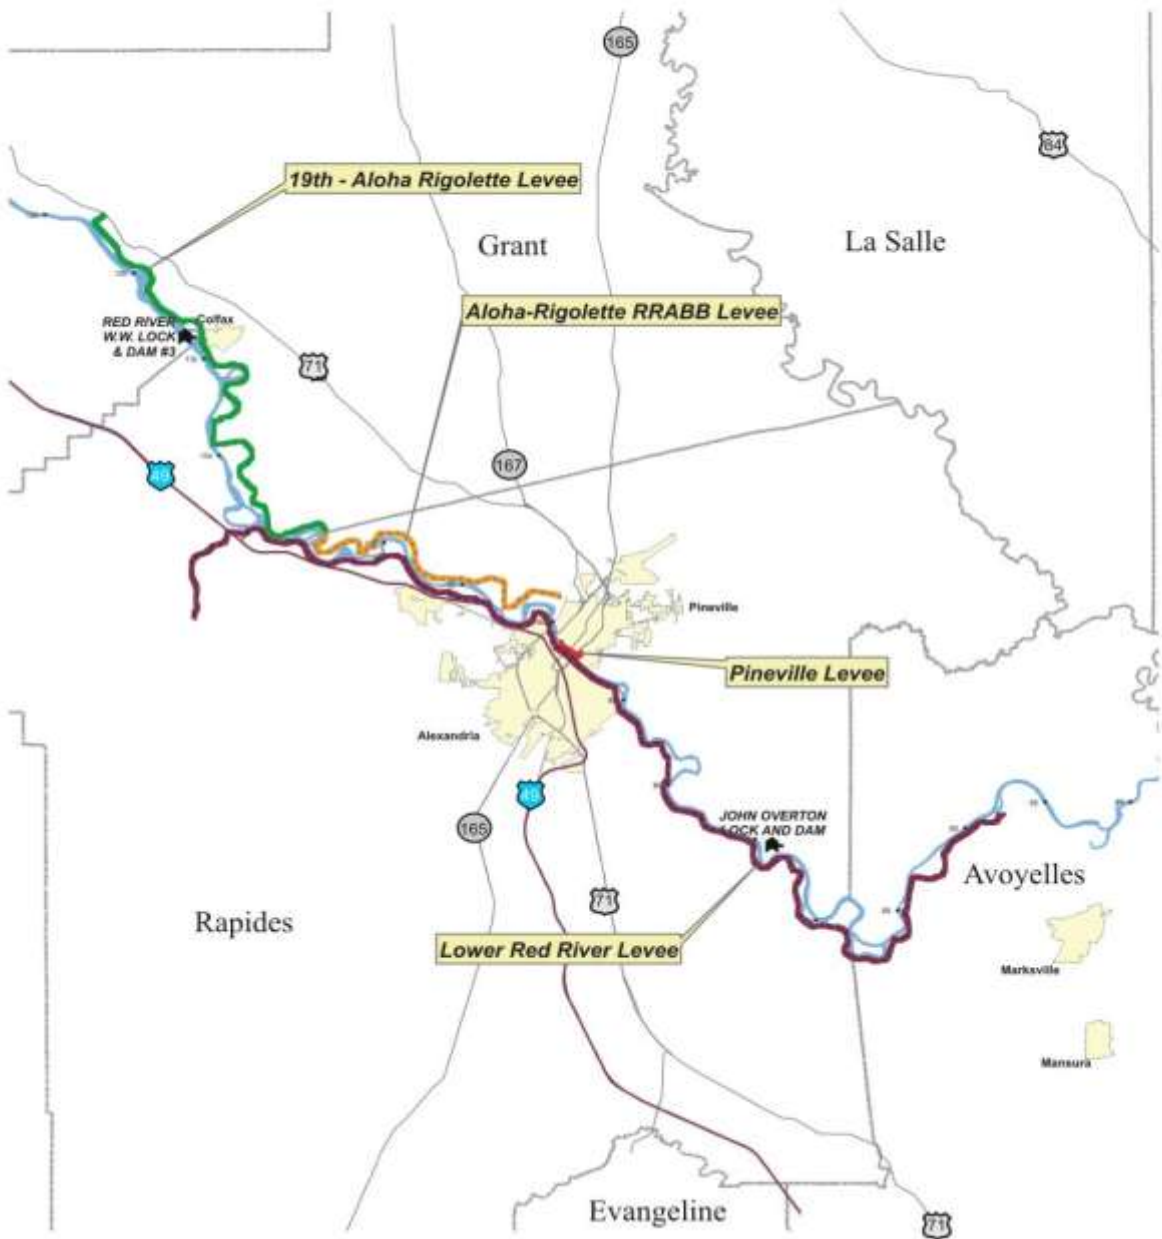 165
84
19th - Aloha Rigolette Levee
Grant
La Salle
Aloha-Rigolette RRABB Levee
RED RIVER
W.W. LOCK
& DAM #3
Colfax
71
167
49
Pineville
Pineville Levee
Alexandria
49
165
JOHN OVERTON
LOCK AND DAM
71
Avoyelles
Rapides
Lower Red River Levee
Marksville
Mansura
Evangeline
71